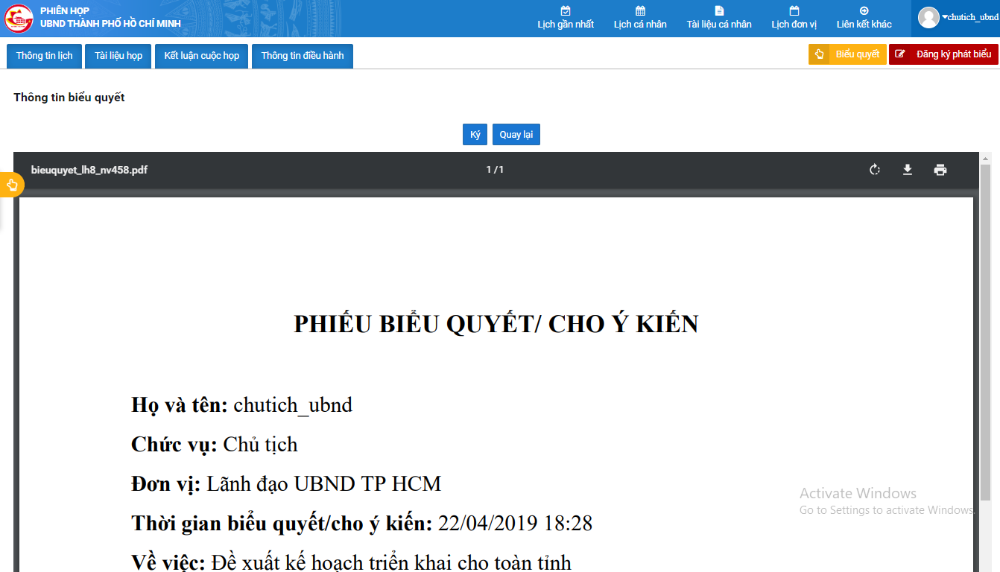 PHIÊN HỌP
UBND THÀNH PHỐ HỒ CHÍ MINH
Lịch gần nhất
Lịch cá nhân
Tài liệu cá nhân
Lịch đơn vị
Liên kết khác
chutich_ubnd
Thông tin lịch
Tài liệu họp
Kết luận cuộc họp
Thông tin điều hành
Biểu quyết
Đăng ký phát biểu
Thông tin biểu quyết
Ký
Quay lại
bieuquyet_lh8_nv458.pdf
1 / 1
PHIẾU BIỂU QUYẾT/ CHO Ý KIẾN
Họ và tên: chutich_ubnd
Chức vụ: Chủ tịch
Đơn vị: Lãnh đạo UBND TP HCM
Thời gian biểu quyết/cho ý kiến: 22/04/2019 18:28
Về việc: Đề xuất kế hoạch triển khai cho toàn tỉnh
Activate Windows
Go to Settings to activate Windows.